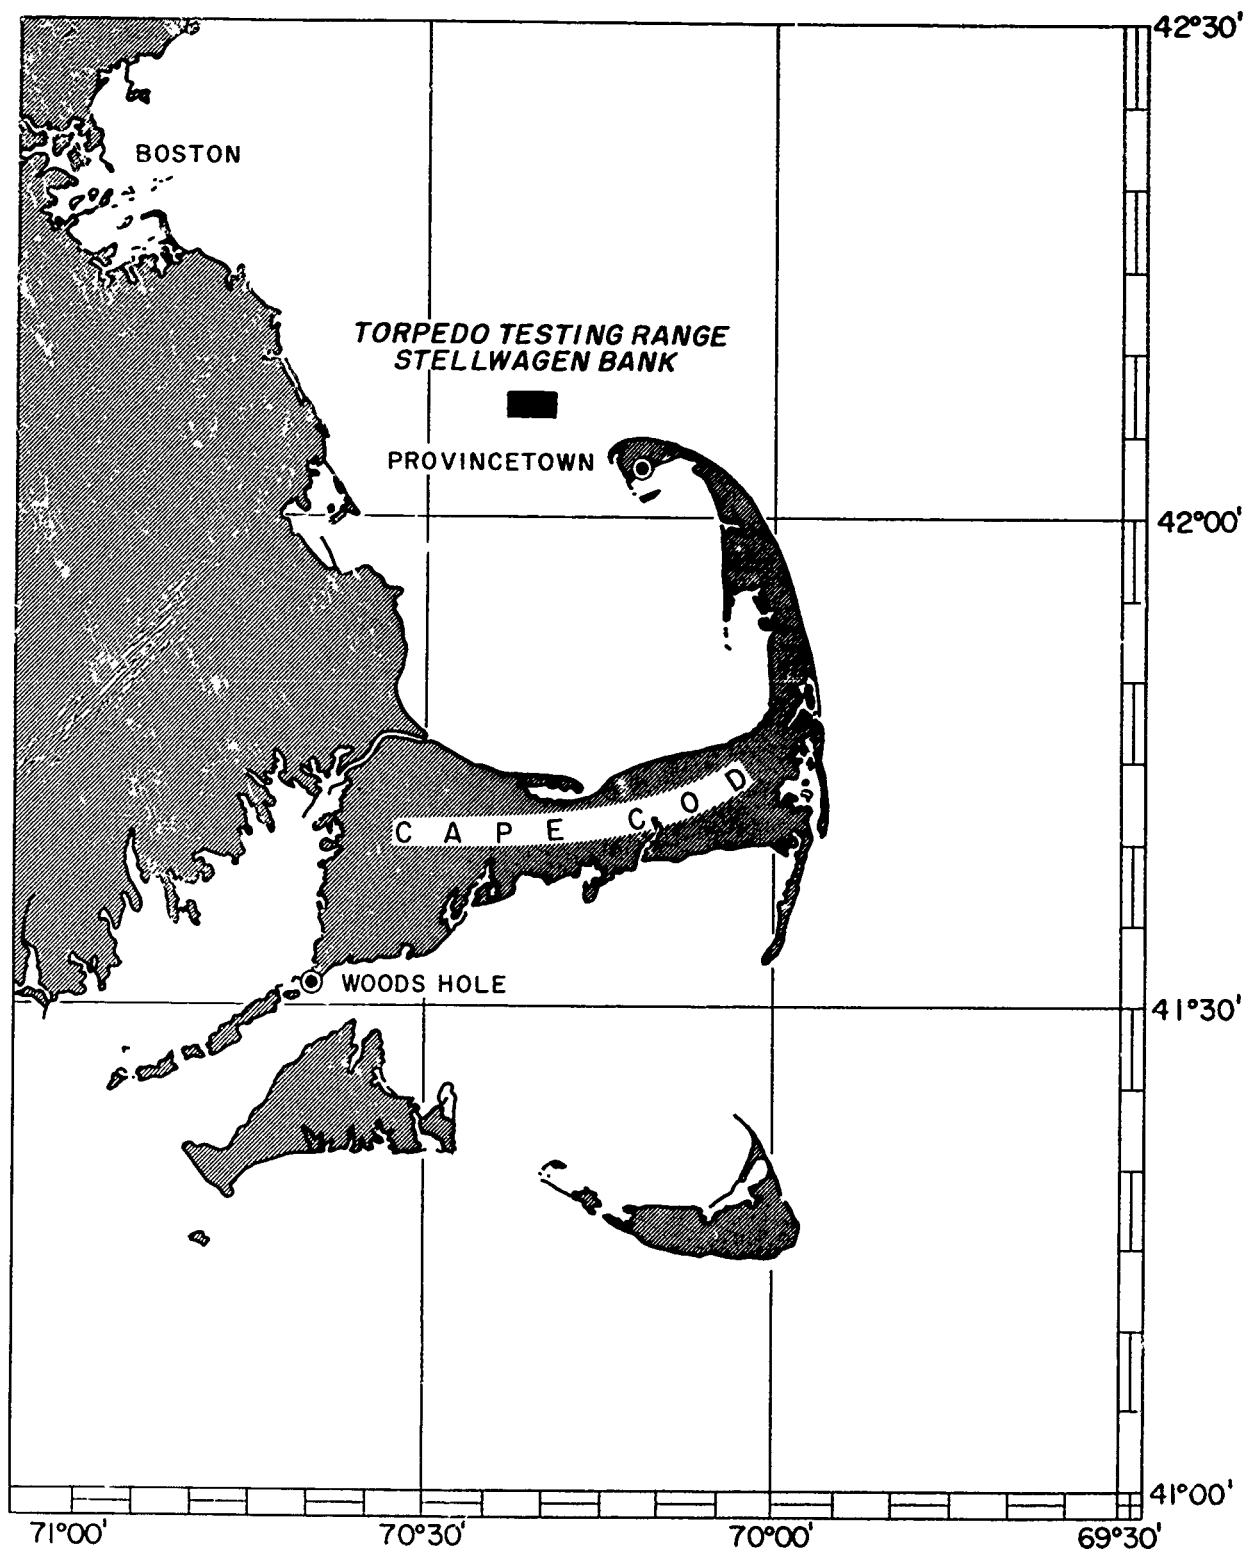 42°30'
BOSTON
TORPEDO TESTING RANGE
STELLWAGEN BANK
PROVINCETOWN
42°00'
CAPE COD
WOODS HOLE
41°30'
41°00'
71°00' 70°30' 70°00' 69°30'